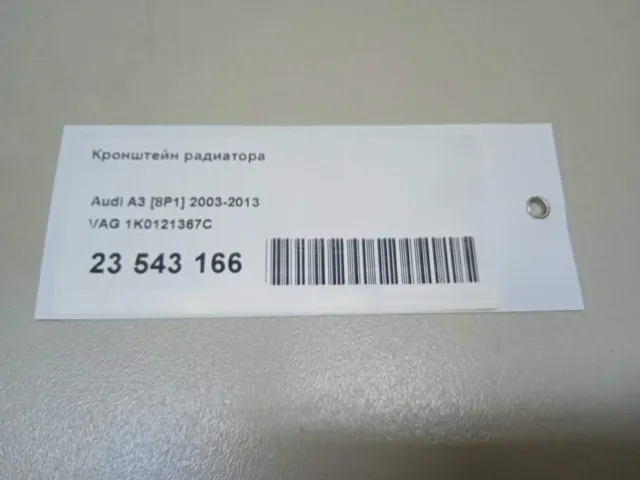 Кронштейн радиатора
Audi A3 [8P1] 2003-2013
VAG 1K0121367C
23 543 166